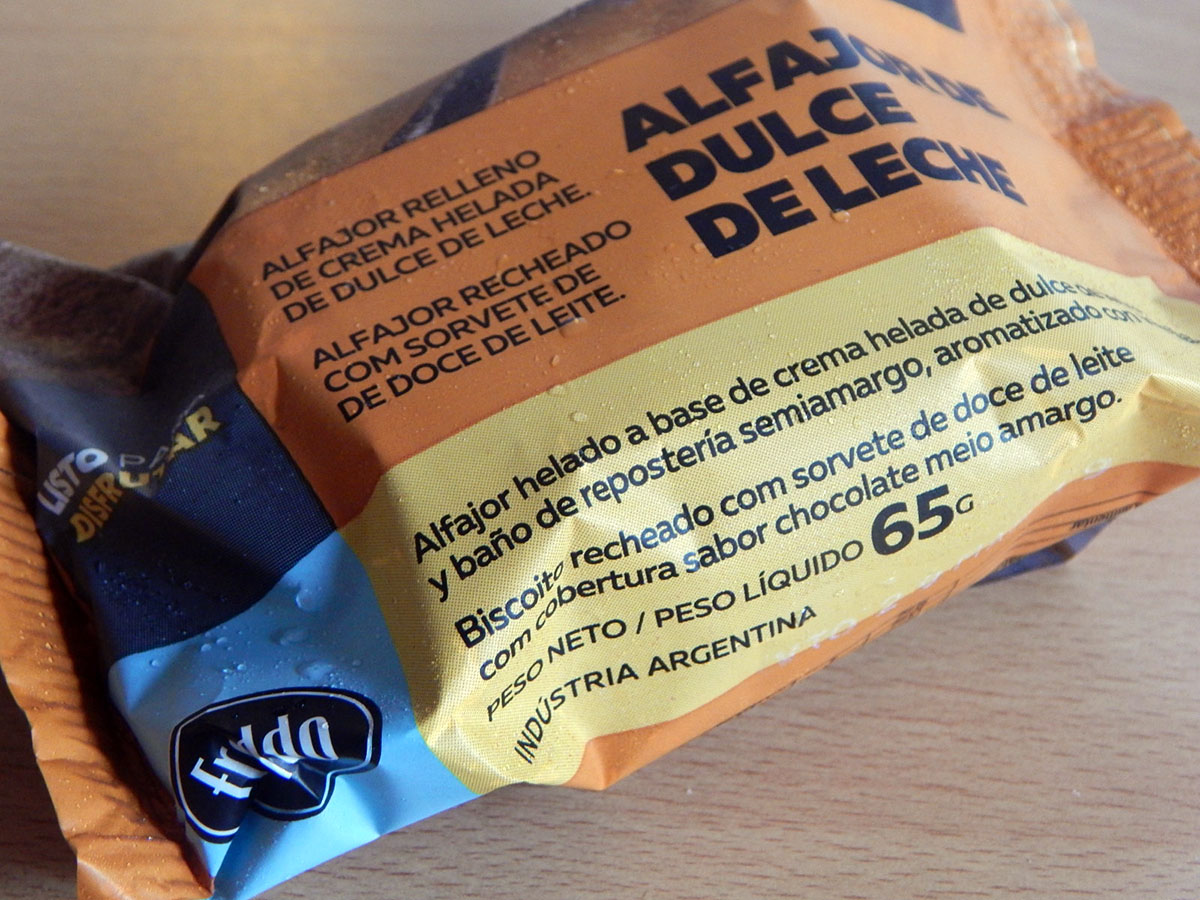 ALFAJOR DE
DULCE
DE LECHE
ALFAJOR RELLENO
DE CREMA HELADA
DE DULCE DE LECHE.
ALFAJOR RECHEADO
COM SORVETE DE
DE DOCE DE LEITE.
Alfajor helado a base de crema helada de dulce
y baño de repostería semiamargo, aromatizado con
Biscoito recheado com sorvete de doce de leite
com cobertura sabor chocolate meio amargo.
PESO NETO / PESO LÍQUIDO 65G
INDÚSTRIA ARGENTINA
LISTO PARA
DISFRUTAR
Freddo